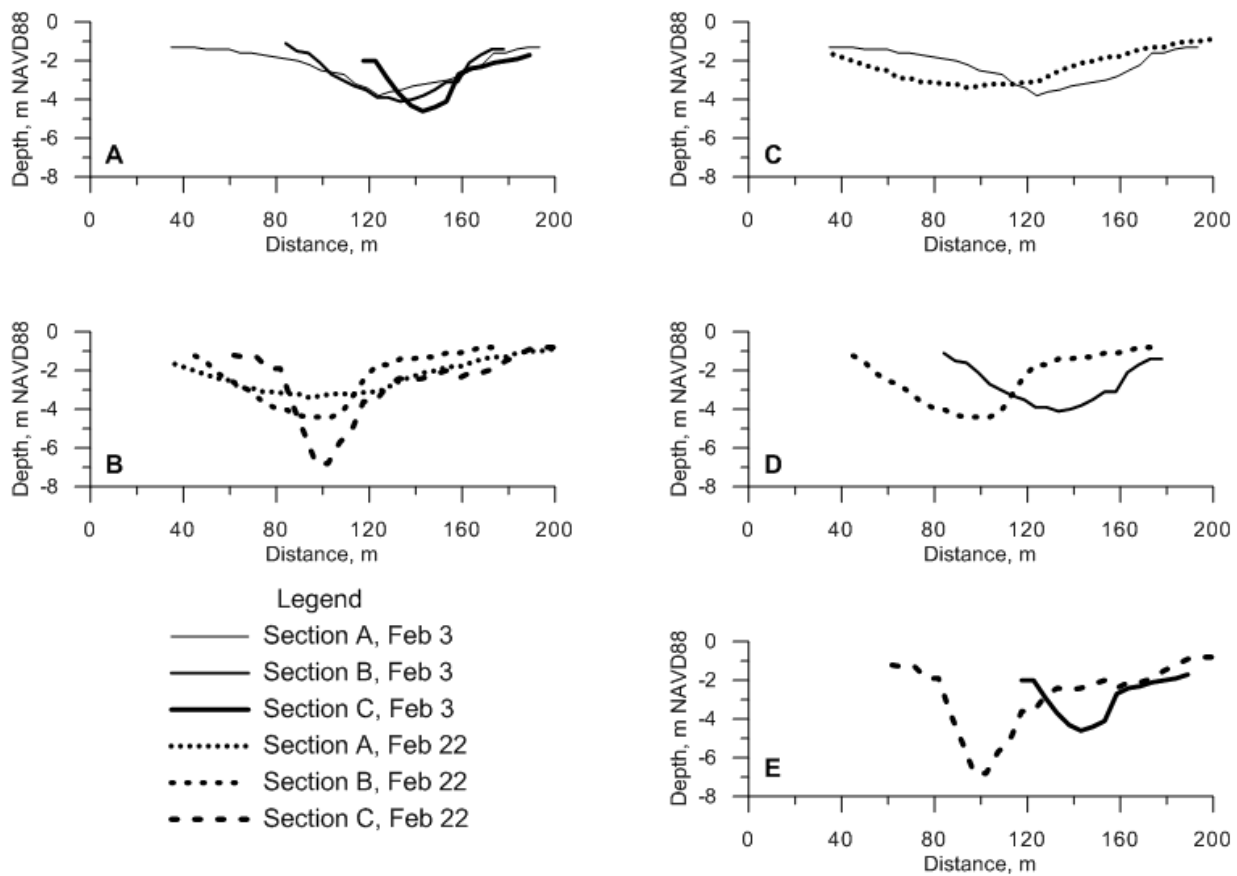 0
-2
-4
-6
-8
Depth, m NAVD88
A
0 40 80 120 160 200
Distance, m
0
-2
-4
-6
-8
Depth, m NAVD88
C
0 40 80 120 160 200
Distance, m
0
-2
-4
-6
-8
Depth, m NAVD88
B
0 40 80 120 160 200
Distance, m
0
-2
-4
-6
-8
Depth, m NAVD88
D
0 40 80 120 160 200
Distance, m
Legend
Section A, Feb 3
Section B, Feb 3
Section C, Feb 3
Section A, Feb 22
Section B, Feb 22
Section C, Feb 22
0
-2
-4
-6
-8
Depth, m NAVD88
E
0 40 80 120 160 200
Distance, m